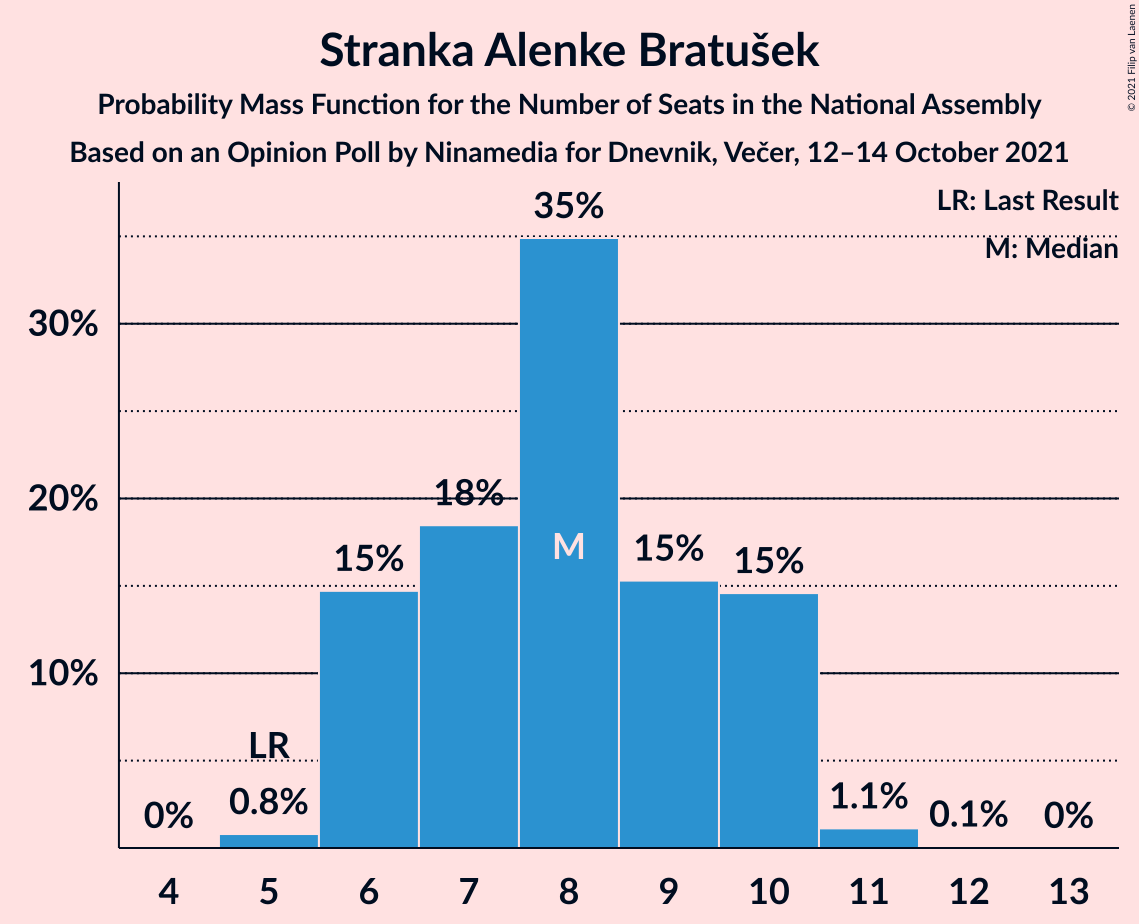 Stranka Alenke Bratušek
Probability Mass Function for the Number of Seats in the National Assembly
Based on an Opinion Poll by Ninamedia for Dnevnik, Večer, 12–14 October 2021
© 2021 Filip van Laenen
LR: Last Result
M: Median
35%
30%
20%
18%
M
15%
15%
15%
10%
LR
0%
0.8%
1.1%
0.1%
0%
4 5 6 7 8 9 10 11 12 13